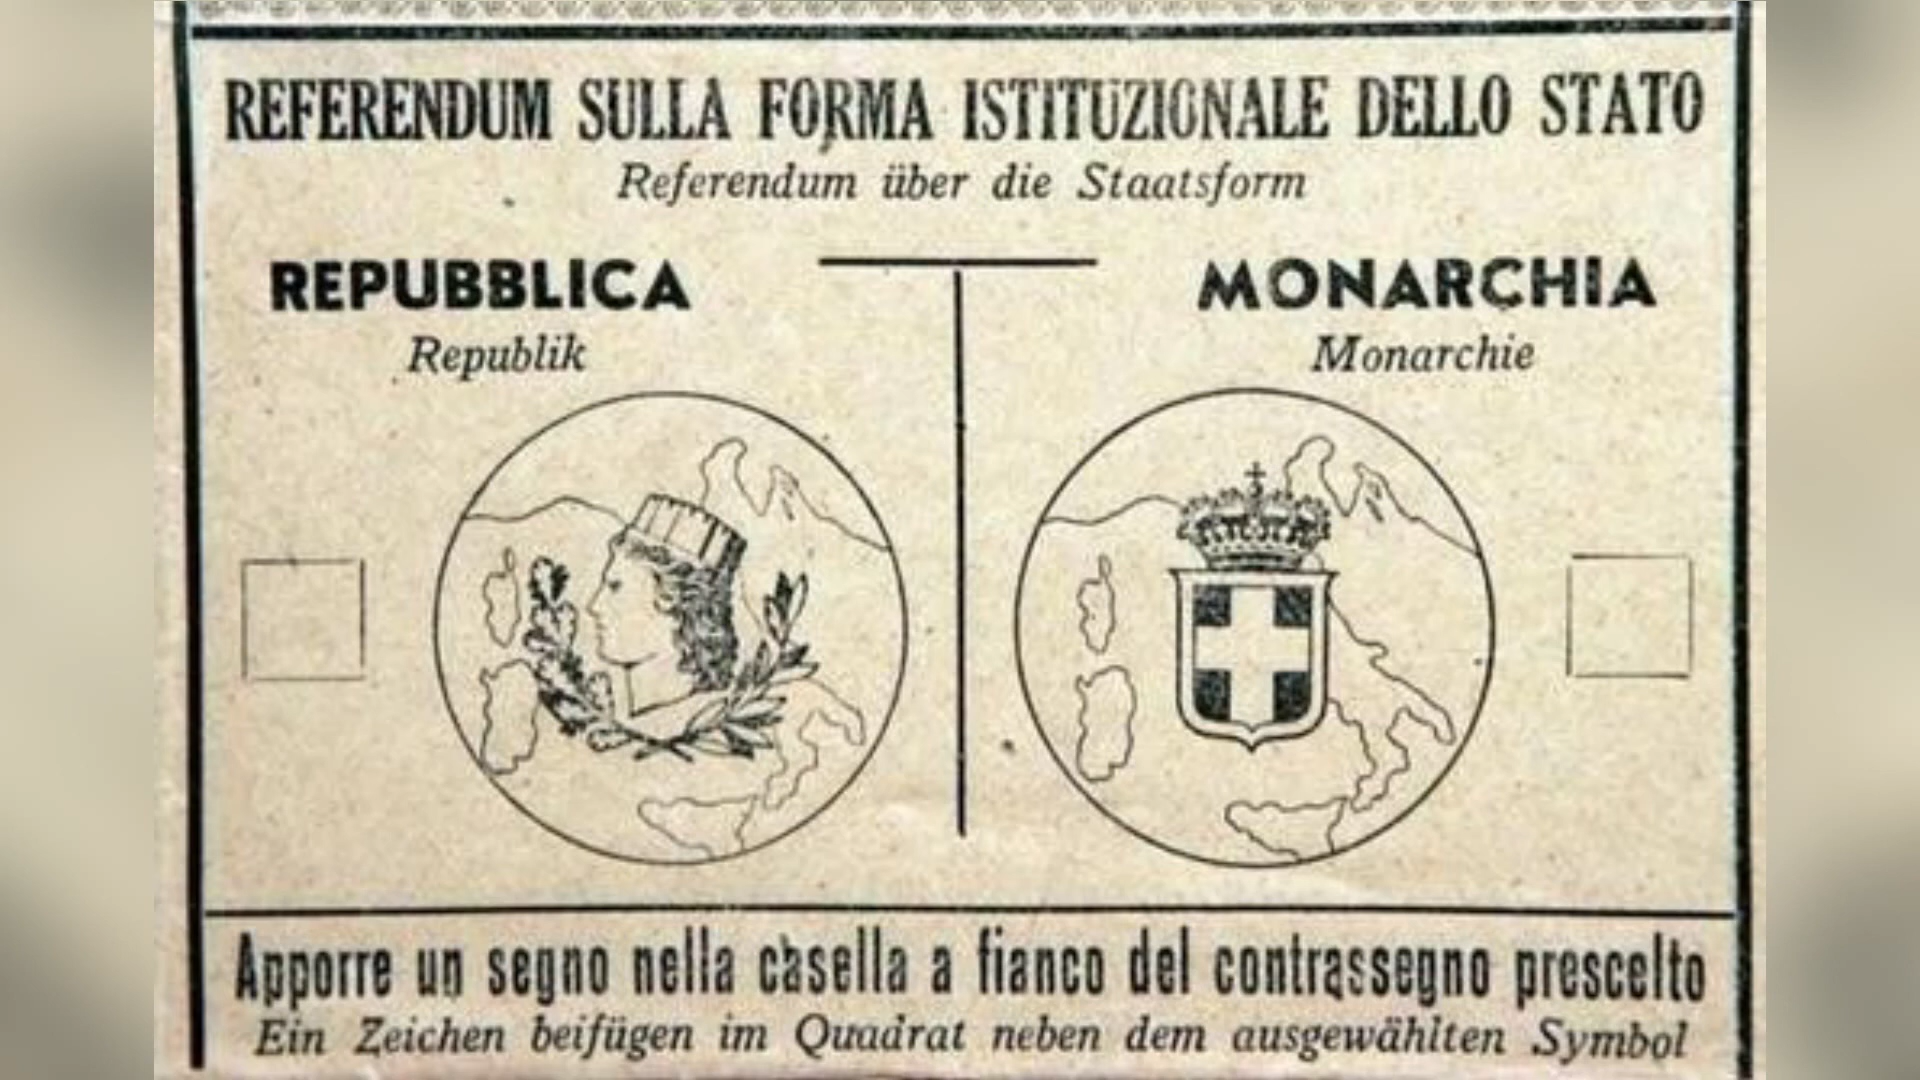 REFERENDUM SULLA FORMA ISTITUZIONALE DELLO STATO
Referendum über die Staatsform
REPUBBLICA
Republik
MONARCHIA
Monarchie
Apporre un segno nella casella a fianco del contrassegno prescelto
Ein Zeichen beifügen im Quadrat neben dem ausgewählten Symbol